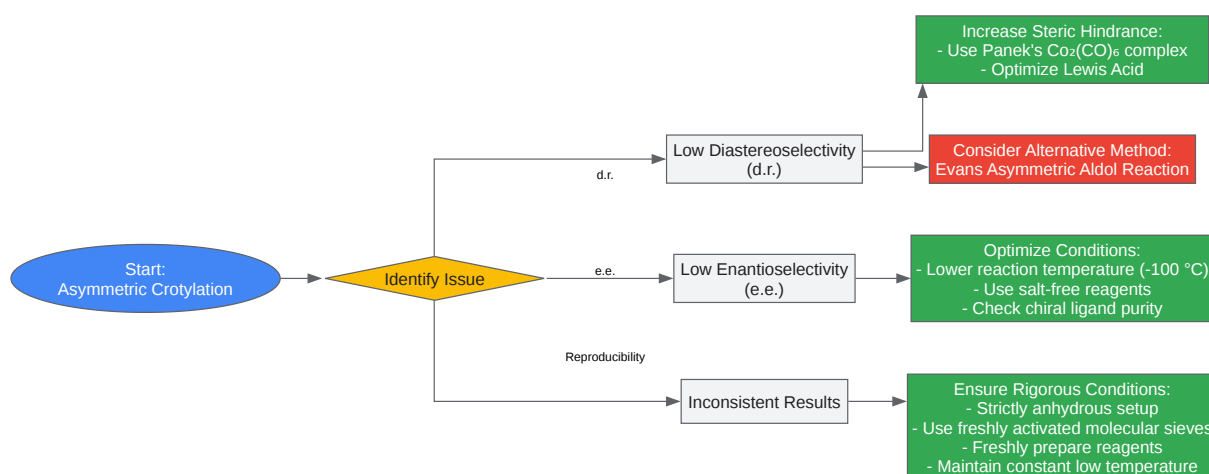 Start:
Asymmetric Crotylation
Identify Issue
d.r.
Low Diastereoselectivity
(d.r.)
Increase Steric Hindrance:
- Use Panek's Co₂(CO)₆ complex
- Optimize Lewis Acid
Consider Alternative Method:
Evans Asymmetric Aldol Reaction
e.e.
Low Enantioselectivity
(e.e.)
Optimize Conditions:
- Lower reaction temperature (-100 °C)
- Use salt-free reagents
- Check chiral ligand purity
Reproducibility
Inconsistent Results
Ensure Rigorous Conditions:
- Strictly anhydrous setup
- Use freshly activated molecular sieves
- Freshly prepare reagents
- Maintain constant low temperature